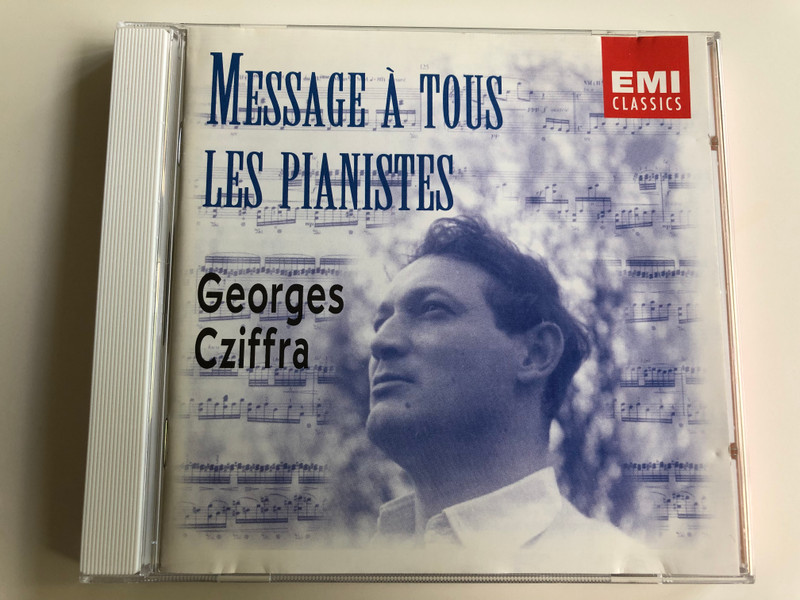 MESSAGE À TOUS
LES PIANISTES
EMI
CLASSICS
Georges
Cziffra